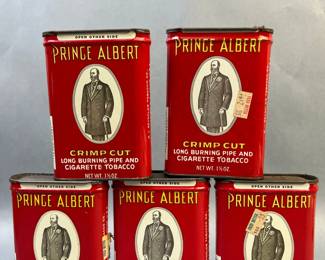 OPEN OTHER SIDE
PRINCE ALBERT
CRIMP CUT
LONG BURNING PIPE AND
CIGARETTE TOBACCO
NET WT. 1½ OZ.
PRINCE ALBERT
CRIMP CUT
LONG BURNING PIPE AND
CIGARETTE TOBACCO
NET WT. 1½ OZ.
OPEN OTHER SIDE
PRINCE ALBERT
OPEN OTHER SIDE
PRINCE ALBERT
OPEN OTHER SIDE
PRINCE ALBERT